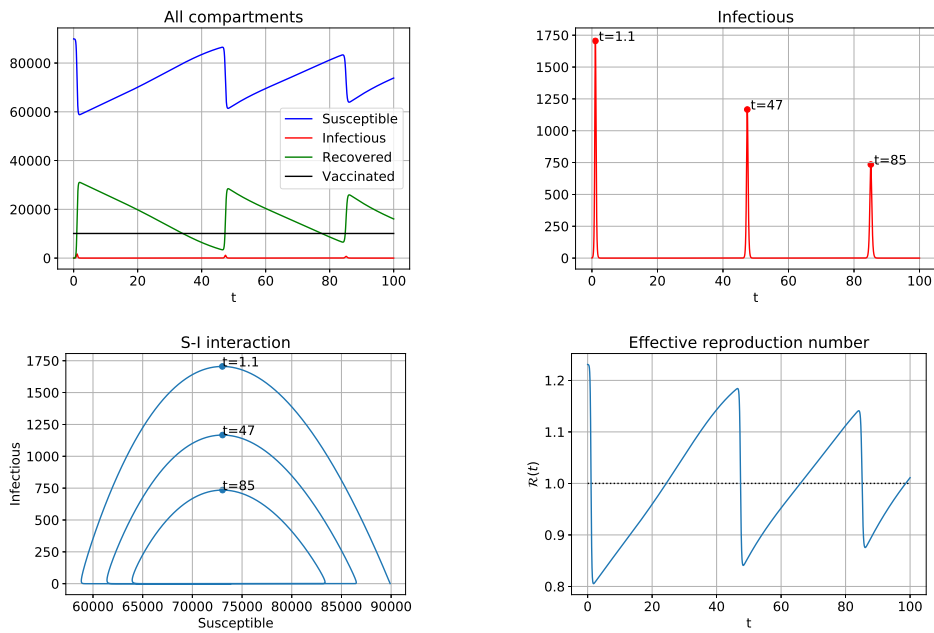 All compartments
80000
60000
40000
20000
0
0 20 40 60 80 100
t
Susceptible
Infectious
Recovered
Vaccinated
Infectious
1750
1500
1250
1000
750
500
250
0
0 20 40 60 80 100
t
t=1.1
t=47
t=85
S-I interaction
Infectious
1750
1500
1250
1000
750
500
250
0
60000 65000 70000 75000 80000 85000 90000
Susceptible
t=1.1
t=47
t=85
Effective reproduction number
ℛ(t)
1.2
1.1
1.0
0.9
0.8
0 20 40 60 80 100
t